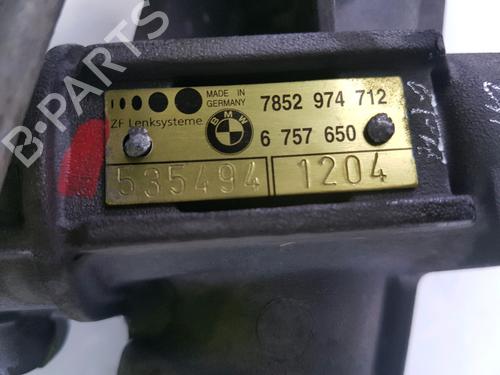 MADE IN
GERMANY
7852 974 712
ZF Lenksysteme
BMW
6 757 650
535494
1204
B-PARTS